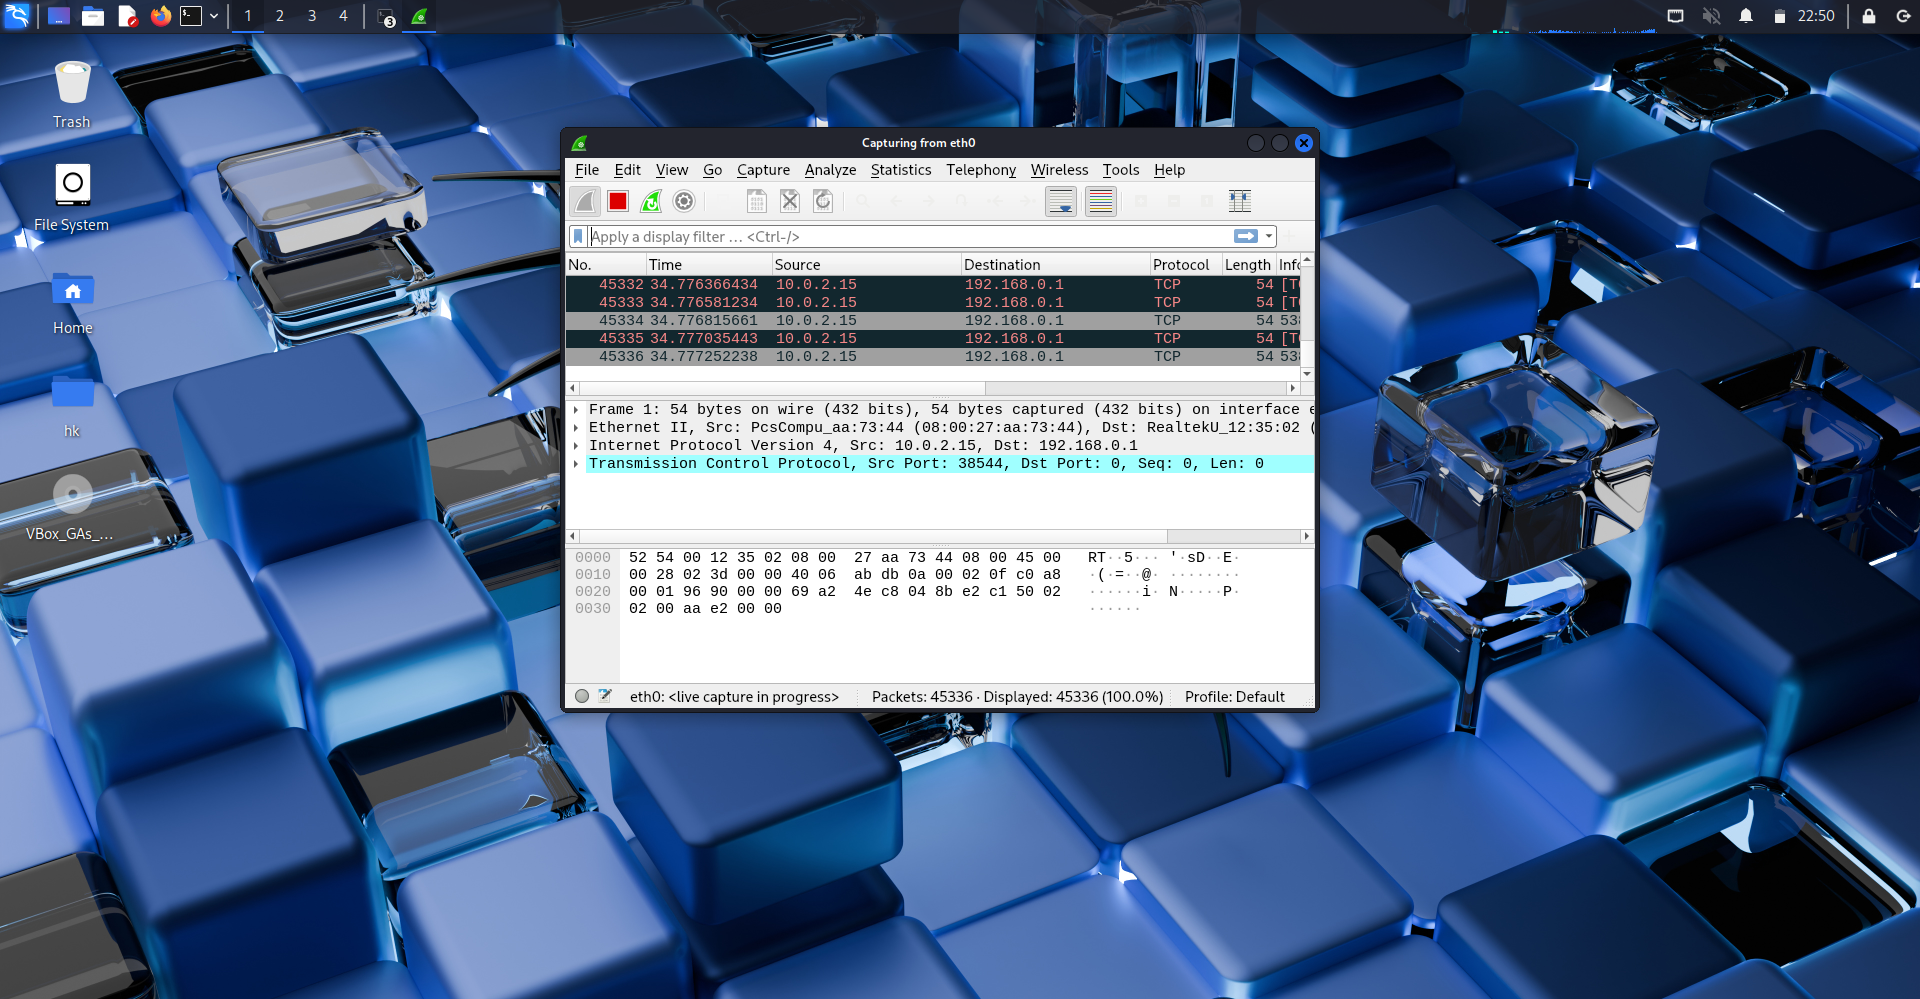 1 2 3 4 3 22:50
Trash
File System
Home
hk
VBox_GAs_...
Capturing from eth0
File Edit View Go Capture Analyze Statistics Telephony Wireless Tools Help
Apply a display filter … <Ctrl-/>
No. Time Source Destination Protocol Length Info
45332 34.776366434 10.0.2.15 192.168.0.1 TCP 54 [T
45333 34.776581234 10.0.2.15 192.168.0.1 TCP 54 [T
45334 34.776815661 10.0.2.15 192.168.0.1 TCP 54 538
45335 34.777035443 10.0.2.15 192.168.0.1 TCP 54 [T
45336 34.777252238 10.0.2.15 192.168.0.1 TCP 54 538
Frame 1: 54 bytes on wire (432 bits), 54 bytes captured (432 bits) on interface e
Ethernet II, Src: PcsCompu_aa:73:44 (08:00:27:aa:73:44), Dst: RealtekU_12:35:02 (
Internet Protocol Version 4, Src: 10.0.2.15, Dst: 192.168.0.1
Transmission Control Protocol, Src Port: 38544, Dst Port: 0, Seq: 0, Len: 0
0000 52 54 00 12 35 02 08 00 27 aa 73 44 08 00 45 00 RT··5··· '·sD··E·
0010 00 28 02 3d 00 00 40 06 ab db 0a 00 02 0f c0 a8 ·(·=··@· ········
0020 00 01 96 90 00 00 69 a2 4e c8 04 8b e2 c1 50 02 ······i· N·····P·
0030 02 00 aa e2 00 00 ······
eth0: <live capture in progress> Packets: 45336 · Displayed: 45336 (100.0%) Profile: Default